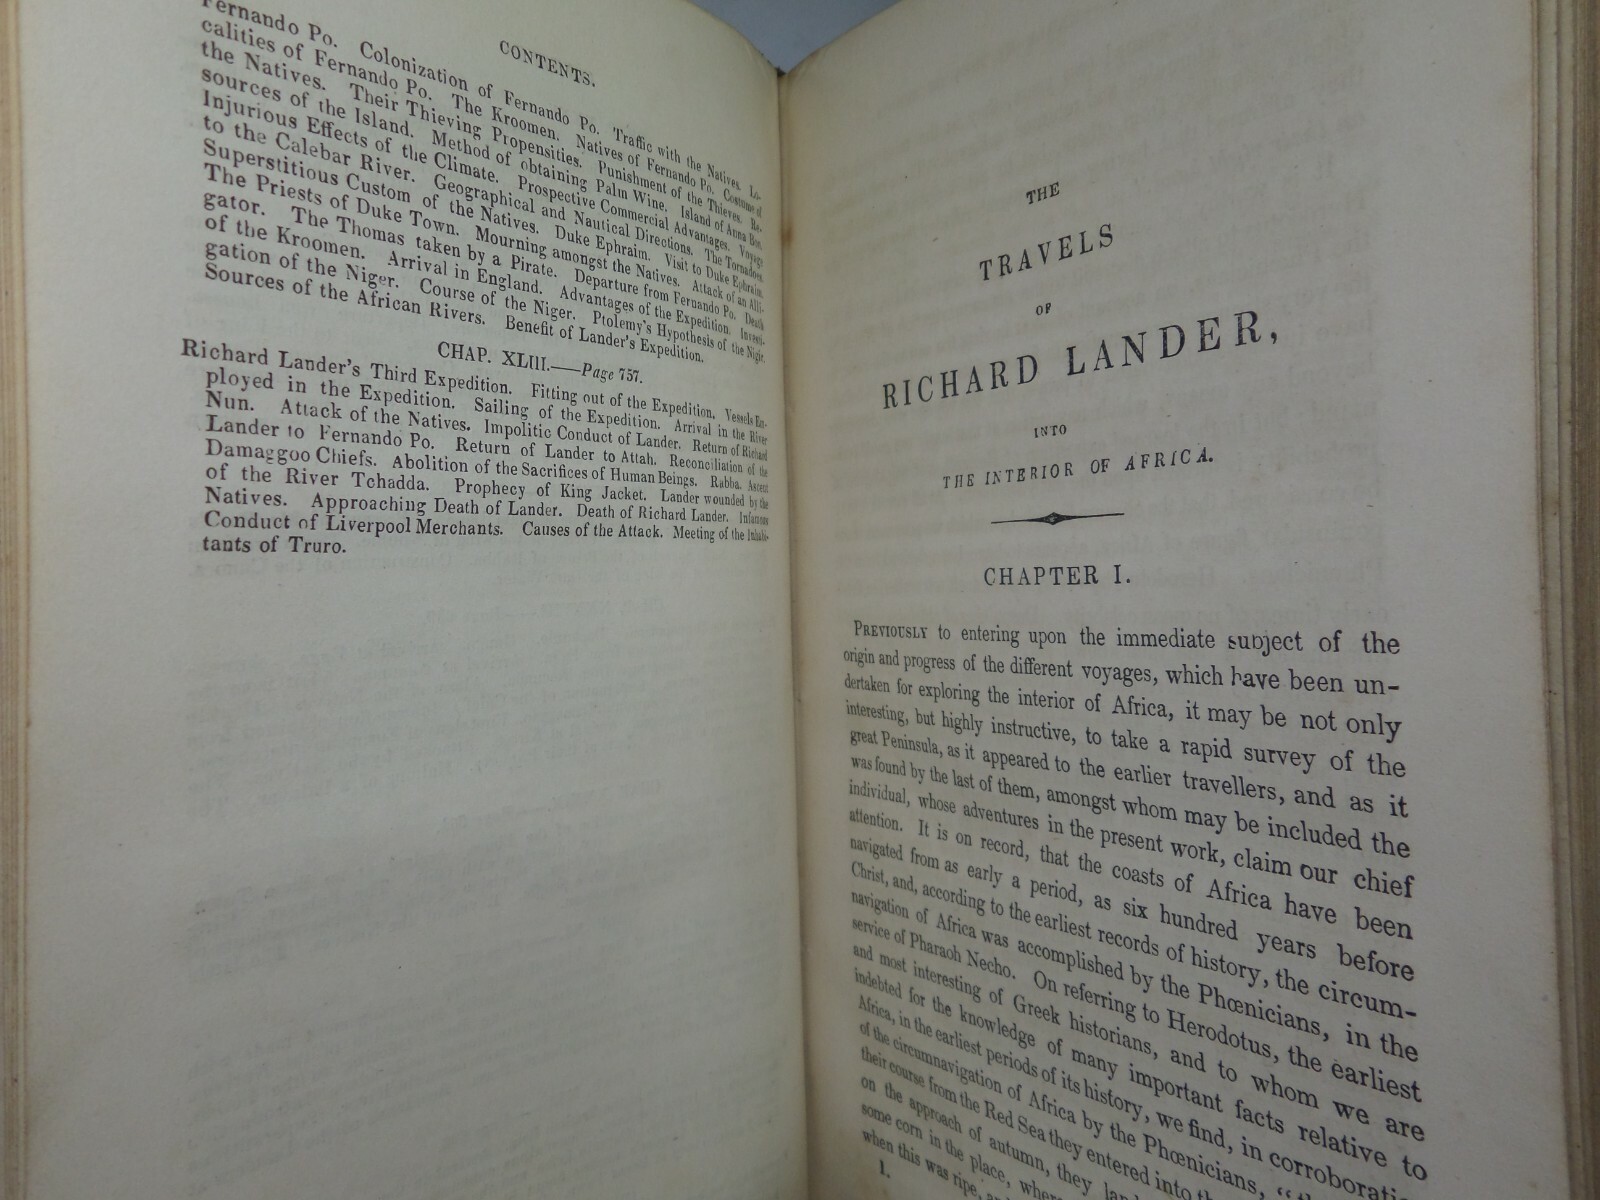 CONTENTS.
Fernando Po. Colonization of Fernando Po. Traffic with the Natives. Lo-
calities of Fernando Po. The Kroomen. Natives of Fernando Po. Costume of
the Natives. Their Thieving Propensities. Punishment of the Thieves. Re-
sources of the Island. Method of obtaining Palm Wine. Island of Anna Bon.
Injurious Effects of the Climate. Prospective Commercial Advantages. Voyage
to the Calebar River. Geographical and Nautical Directions. The Tornadoes.
Superstitious Custom of the Natives. Duke Ephraim. Visit to Duke Ephraim.
The Priests of Duke Town. Mourning amongst the Natives. Attack of an Alli-
gator. The Thomas taken by a Pirate. Departure from Fernando Po. Death
of the Kroomen. Arrival in England. Advantages of the Expedition. Investi-
gation of the Niger. Course of the Niger. Ptolemy's Hypothesis of the Niger.
Sources of the African Rivers. Benefit of Lander's Expedition.
CHAP. XLIII.—Page 757.
Richard Lander's Third Expedition. Fitting out of the Expedition. Vessels Em-
ployed in the Expedition. Sailing of the Expedition. Arrival in the River
Nun. Attack of the Natives. Impolitic Conduct of Lander. Return of Richard
Lander to Fernando Po. Return of Lander to Attah. Reconciliation of the
Damaggoo Chiefs. Abolition of the Sacrifices of Human Beings. Rabba. Ascent
of the River Tchadda. Prophecy of King Jacket. Lander wounded by the
Natives. Approaching Death of Lander. Death of Richard Lander. Infamous
Conduct of Liverpool Merchants. Causes of the Attack. Meeting of the Inhabi-
tants of Truro.
THE
TRAVELS
OF
RICHARD LANDER,
INTO
THE INTERIOR OF AFRICA.
CHAPTER I.
PREVIOUSLY to entering upon the immediate subject of the
origin and progress of the different voyages, which have been un-
dertaken for exploring the interior of Africa, it may be not only
interesting, but highly instructive, to take a rapid survey of the
great Peninsula, as it appeared to the earlier travellers, and as it
was found by the last of them, amongst whom may be included the
individual, whose adventures in the present work, claim our chief
attention. It is on record, that the coasts of Africa have been
navigated from as early a period, as six hundred years before
Christ, and, according to the earliest records of history, the circum-
navigation of Africa was accomplished by the Phœnicians, in the
service of Pharaoh Necho. On referring to Herodotus, the earliest
and most interesting of Greek historians, and to whom we are
indebted for the knowledge of many important facts relative to
Africa, in the earliest periods of its history, we find, in corroboratio
of the circumnavigation of Africa by the Phœnicians, "
their course from the Red Sea they entered into the
on the approach of autumn, they lan
some corn in the place, wher
when this was ripe,
1.